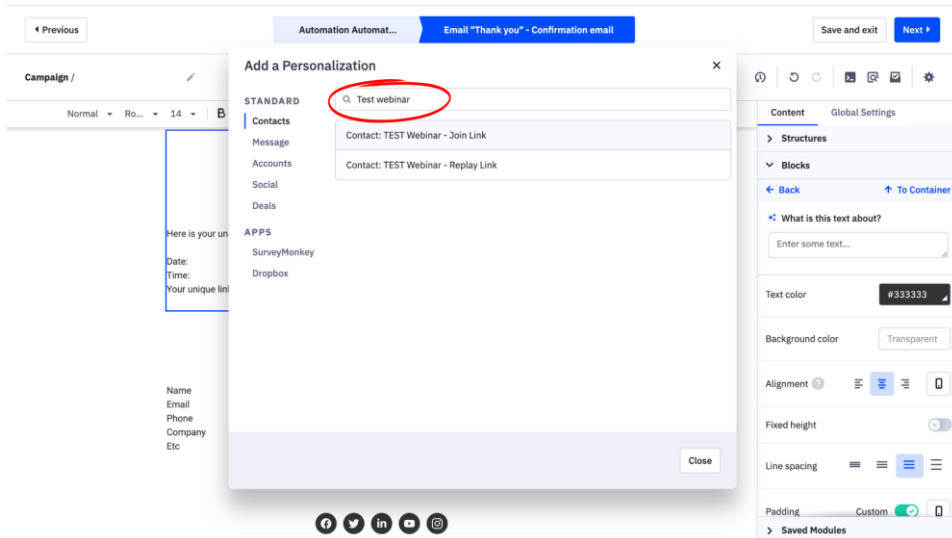 Previous
Automation Automat...
Email "Thank you" - Confirmation email
Save and exit
Next
Campaign /
Normal
Ro...
14
B
Add a Personalization
STANDARD
Contacts
Message
Accounts
Social
Deals
APPS
SurveyMonkey
Dropbox
Test webinar
Contact: TEST Webinar - Join Link
Contact: TEST Webinar - Replay Link
Close
Here is your un
Date:
Time:
Your unique lin
Name
Email
Phone
Company
Etc
Content
Global Settings
Structures
Blocks
Back
To Container
What is this text about?
Enter some text...
Text color
#333333
Background color
Transparent
Alignment
Fixed height
Line spacing
Padding
Custom
Saved Modules